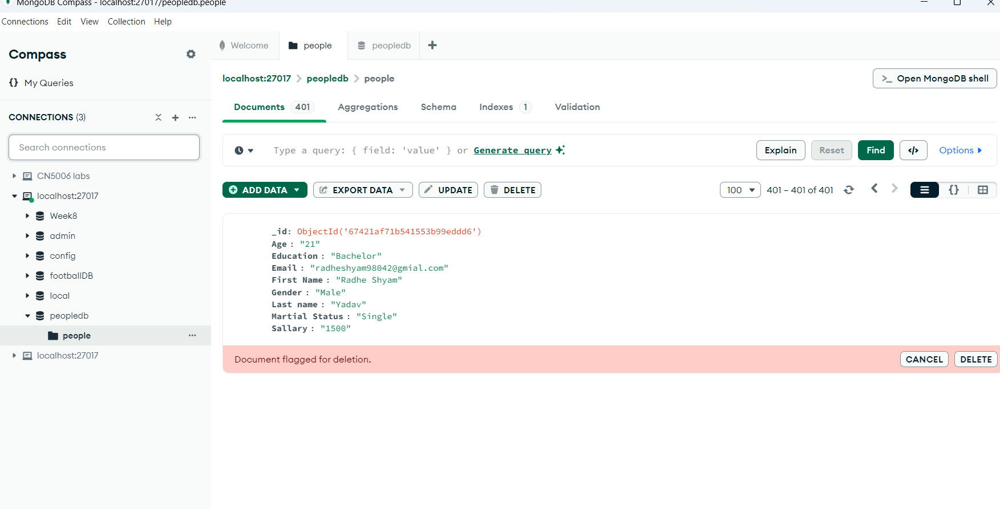 MongoDB Compass - localhost:27017/peopledb.people
Connections Edit View Collection Help
Compass
{} My Queries
CONNECTIONS (3)
Search connections
CN5006 labs
localhost:27017
Week8
admin
config
footballDB
local
peopledb
people
localhost:27017
Welcome people peopledb
localhost:27017 > peopledb > people
>_ Open MongoDB shell
Documents 401 Aggregations Schema Indexes 1 Validation
Type a query: { field: 'value' } or Generate query
Explain Reset Find </> Options
ADD DATA EXPORT DATA UPDATE DELETE
100 401 – 401 of 401 {}
_id: ObjectId('67421af71b541553b99eddd6')
Age : "21"
Education : "Bachelor"
Email : "radheshyam98042@gmial.com"
First Name : "Radhe Shyam"
Gender : "Male"
Last name : "Yadav"
Martial Status : "Single"
Sallary : "1500"
Document flagged for deletion.
CANCEL DELETE